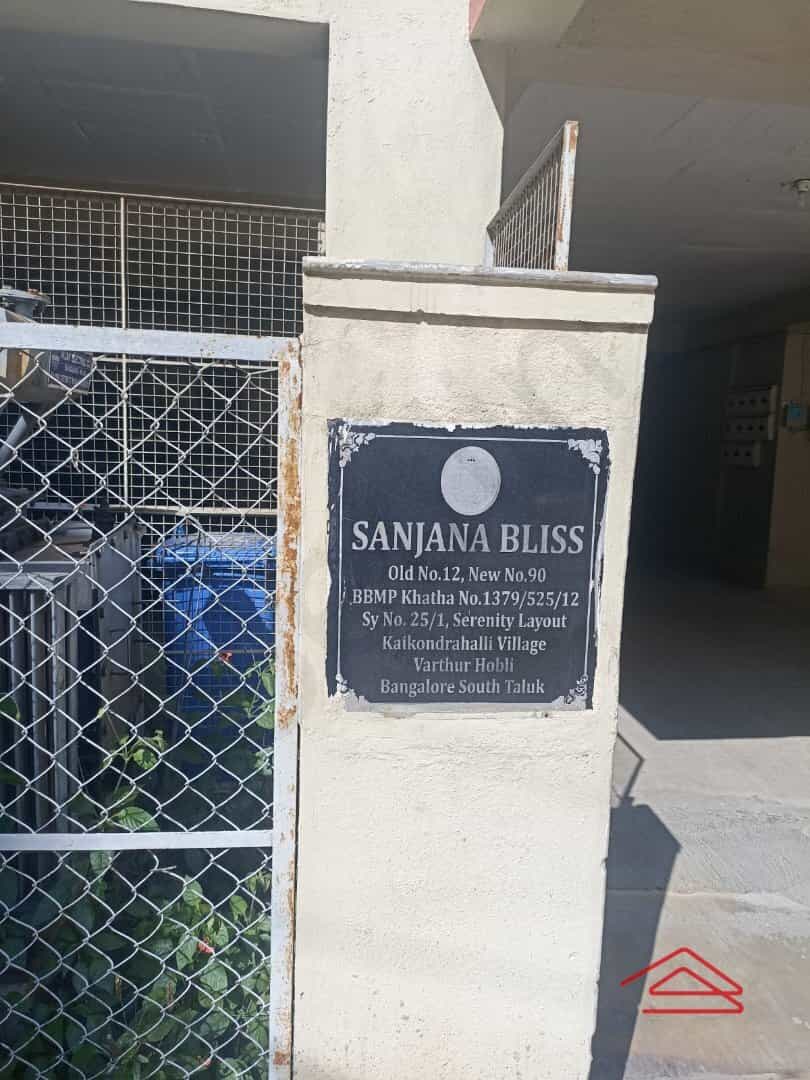 SANJANA BLISS
Old No.12, New No.90
BBMP Khatha No.1379/525/12
Sy No. 25/1, Serenity Layout
Kaikondrahalli Village
Varthur Hobli
Bangalore South Taluk